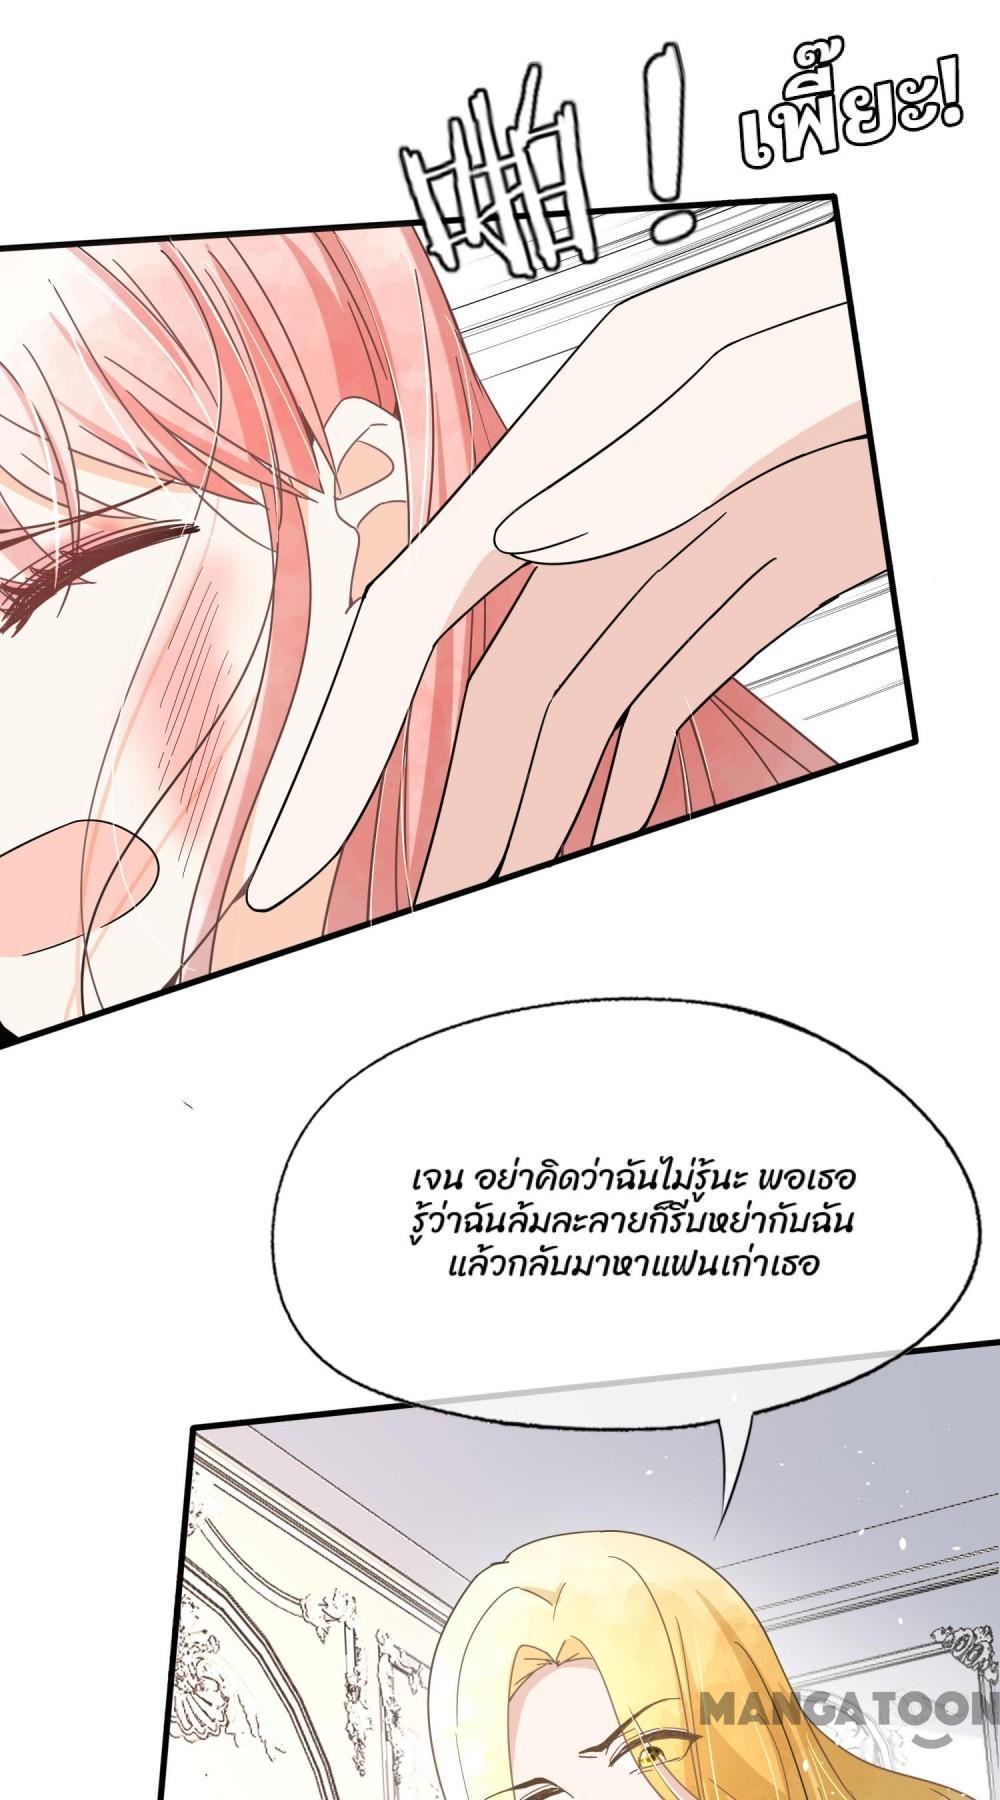 啪!
เพี๊ยะ!
เจน อย่าคิดว่าฉันไม่รู้นะ พอเธอ
รู้ว่าฉันล้มละลายก็รีบหย่ากับฉัน
แล้วกลับมาหาแฟนเก่าเธอ
MANGATOON